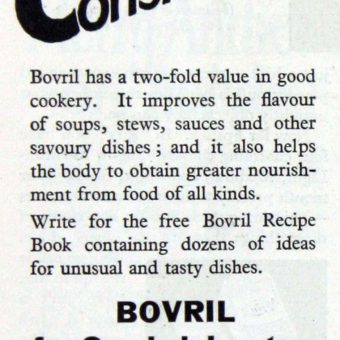 Bovril has a two-fold value in good
cookery. It improves the flavour
of soups, stews, sauces and other
savoury dishes ; and it also helps
the body to obtain greater nourish-
ment from food of all kinds.
Write for the free Bovril Recipe
Book containing dozens of ideas
for unusual and tasty dishes.
BOVRIL